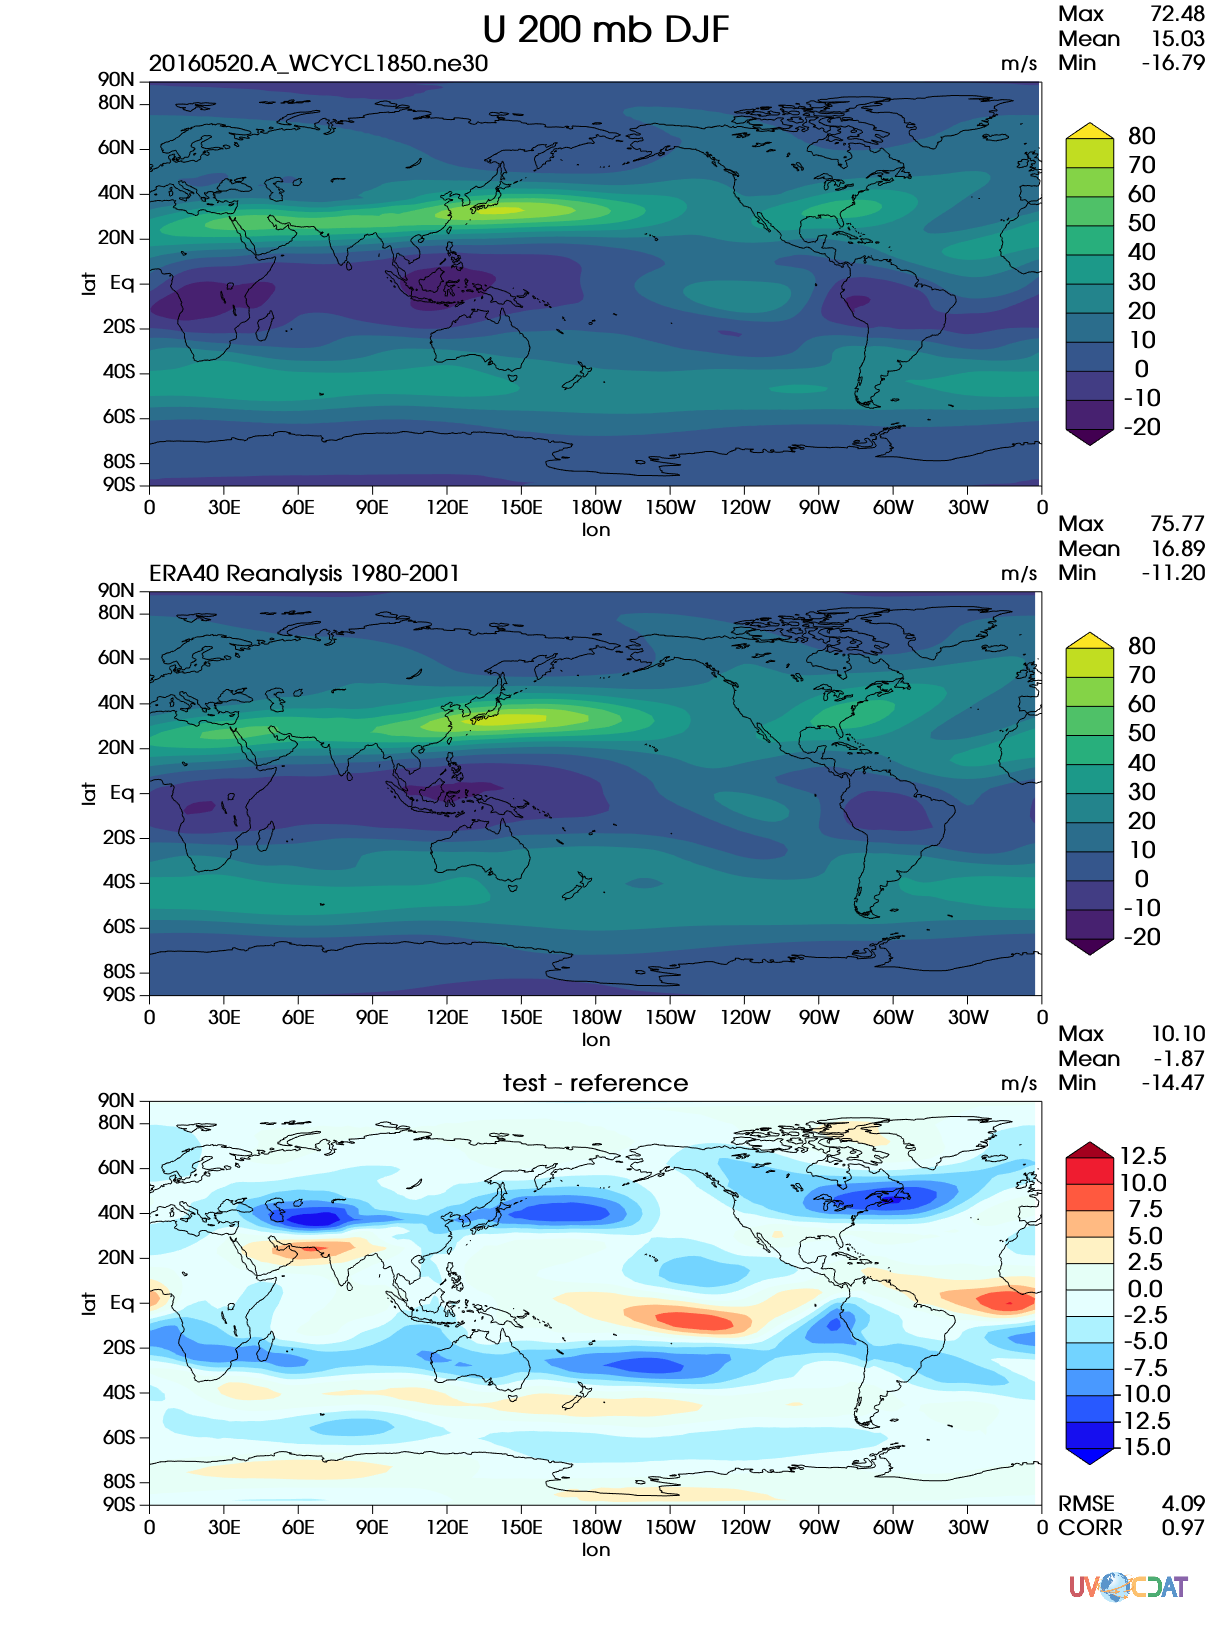 U 200 mb DJF
Max 72.48
Mean 15.03
Min -16.79
20160520.A_WCYCL1850.ne30 m/s
90N
80N
60N
40N
20N
Eq
20S
40S
60S
80S
90S
lat
0 30E 60E 90E 120E 150E 180W 150W 120W 90W 60W 30W 0
lon
80
70
60
50
40
30
20
10
0
-10
-20
Max 75.77
Mean 16.89
Min -11.20
ERA40 Reanalysis 1980-2001 m/s
90N
80N
60N
40N
20N
Eq
20S
40S
60S
80S
90S
lat
0 30E 60E 90E 120E 150E 180W 150W 120W 90W 60W 30W 0
lon
80
70
60
50
40
30
20
10
0
-10
-20
Max 10.10
Mean -1.87
Min -14.47
test - reference m/s
90N
80N
60N
40N
20N
Eq
20S
40S
60S
80S
90S
lat
0 30E 60E 90E 120E 150E 180W 150W 120W 90W 60W 30W 0
lon
12.5
10.0
7.5
5.0
2.5
0.0
-2.5
-5.0
-7.5
-10.0
-12.5
-15.0
RMSE 4.09
CORR 0.97
UV CDAT